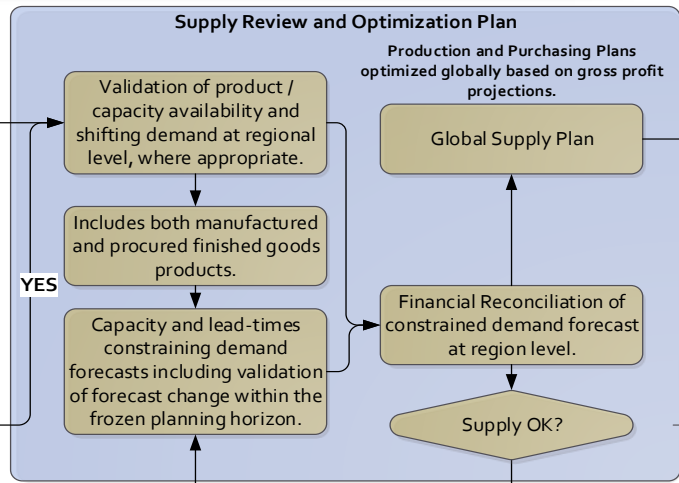 Supply Review and Optimization Plan
Production and Purchasing Plans
optimized globally based on gross profit
projections.
Validation of product /
capacity availability and
shifting demand at regional
level, where appropriate.
Global Supply Plan
Includes both manufactured
and procured finished goods
products.
YES
Capacity and lead-times
constraining demand
forecasts including validation
of forecast change within the
frozen planning horizon.
Financial Reconciliation of
constrained demand forecast
at region level.
Supply OK?